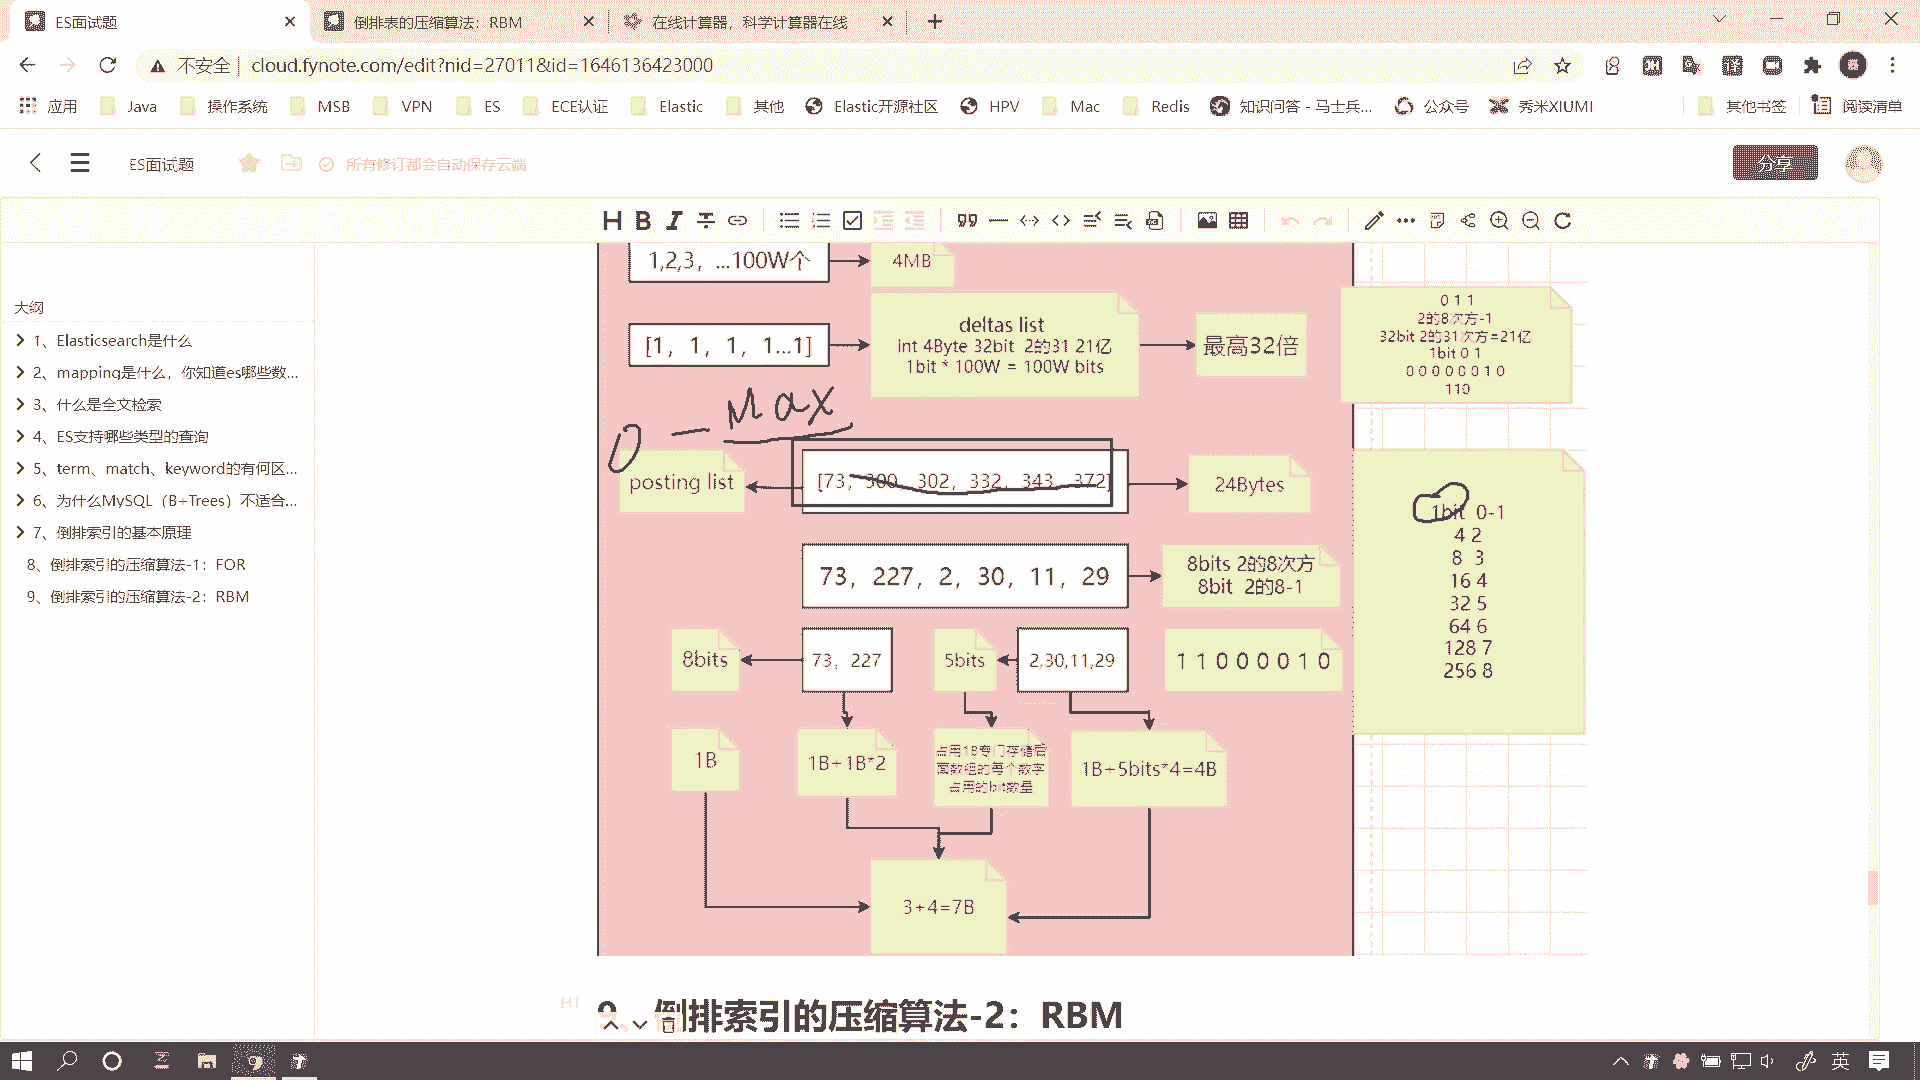 ES面试题
倒排表的压缩算法：RBM
在线计算器，科学计算器在线
不安全
cloud.fynote.com/edit?nid=27011&id=1646136423000
应用
Java
操作系统
MSB
VPN
ES
ECE认证
Elastic
其他
Elastic开源社区
HPV
Mac
Redis
知识问答 - 马士兵...
公众号
秀米XIUMI
其他书签
阅读清单
ES面试题
所有修订都会自动保存云端
分享
大纲
1、Elasticsearch是什么
2、mapping是什么，你知道es哪些数...
3、什么是全文检索
4、ES支持哪些类型的查询
5、term、match、keyword的有何区...
6、为什么MySQL（B+Trees）不适合...
7、倒排索引的基本原理
8、倒排索引的压缩算法-1：FOR
9、倒排索引的压缩算法-2：RBM
1,2,3，...100W个
4MB
[1，1，1，1...1]
deltas list
int 4Byte 32bit 2的31 21亿
1bit * 100W = 100W bits
最高32倍
0 1 1
2的8次方-1
32bit 2的31次方=21亿
1bit 0 1
0 0 0 0 0 0 1 0
110
0 - Max
posting list
[73，300，302，332，343，372]
24Bytes
1bit 0-1
4 2
8 3
16 4
32 5
64 6
128 7
256 8
73，227，2，30，11，29
8bits 2的8次方
8bit 2的8-1
8bits
73，227
5bits
2,30,11,29
1 1 0 0 0 0 1 0
1B
1B+1B*2
占用1B专门存储后
面数组的每个数字
占用的bit数量
1B+5bits*4=4B
3+4=7B
H1
9、倒排索引的压缩算法-2：RBM
英